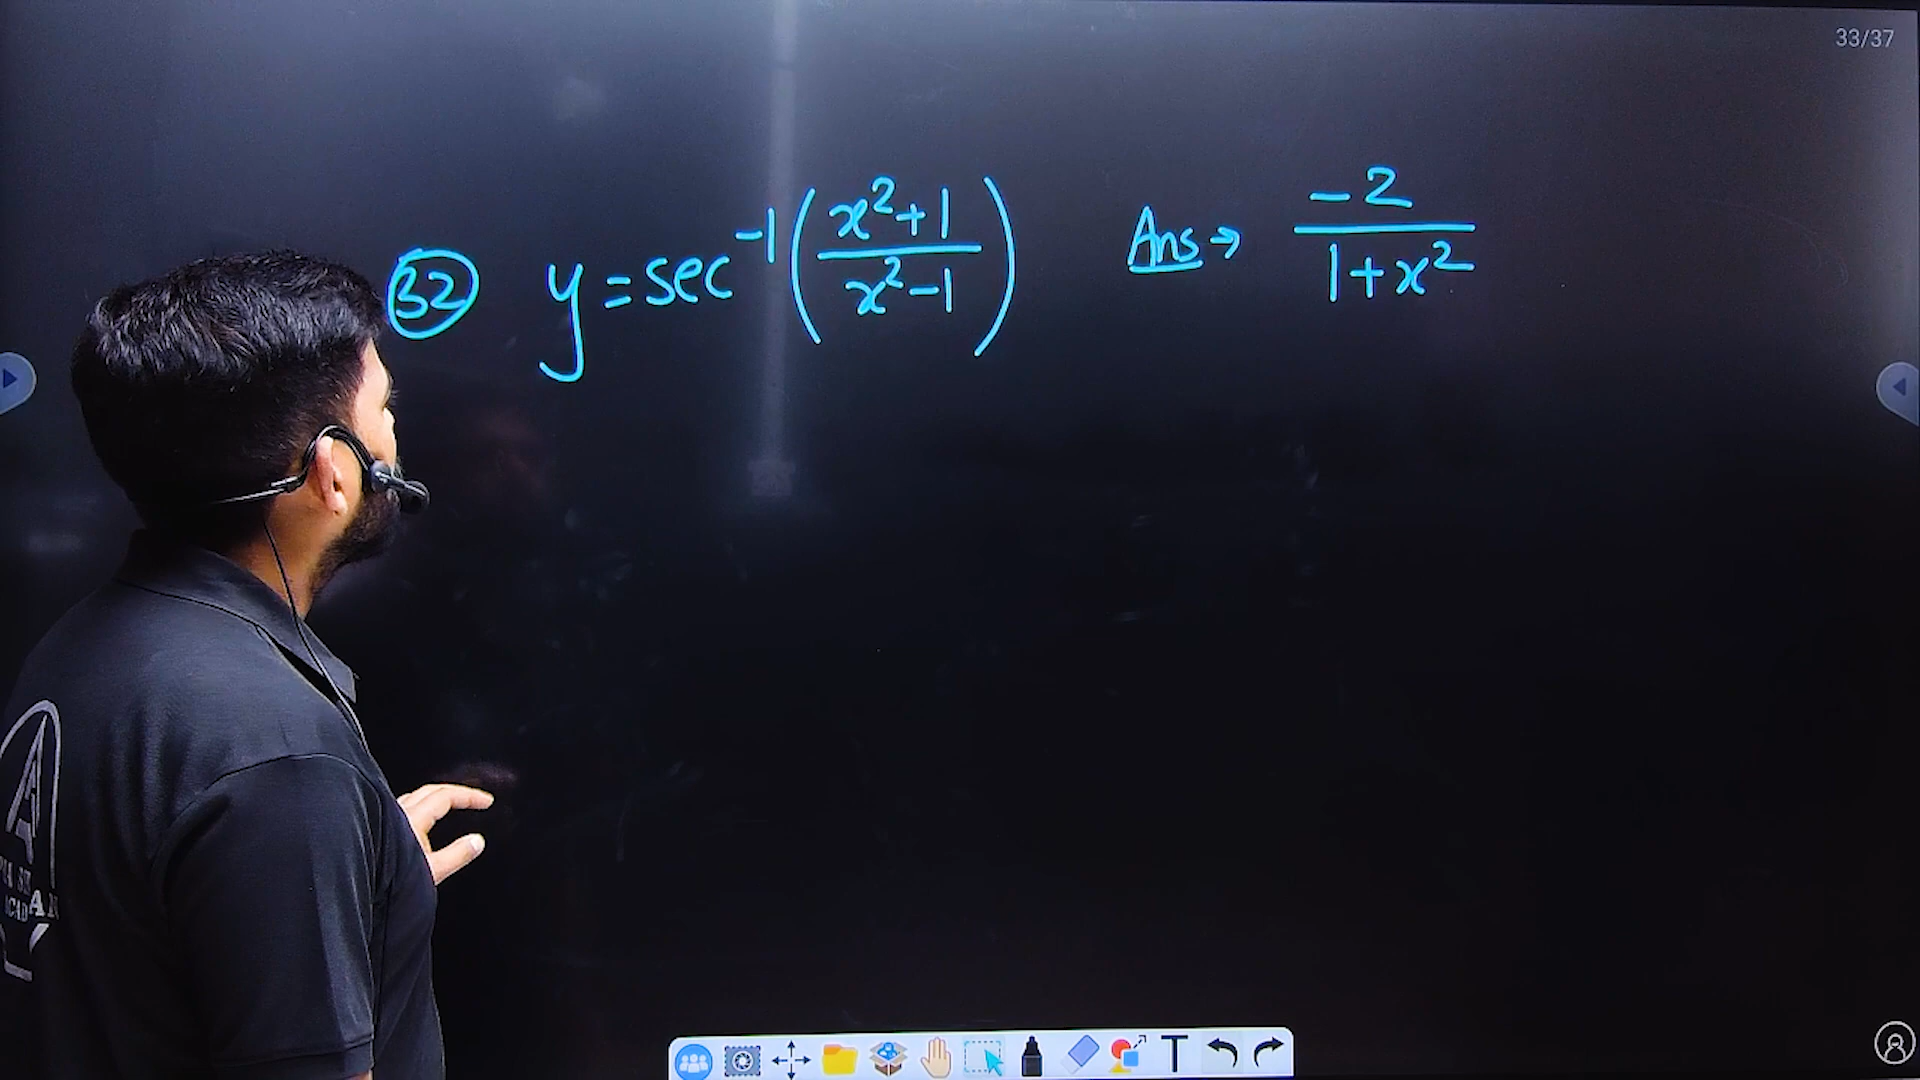 33/37
32 y = sec⁻¹(x²+1 / x²-1) Ans → -2 / 1+x²
A
T